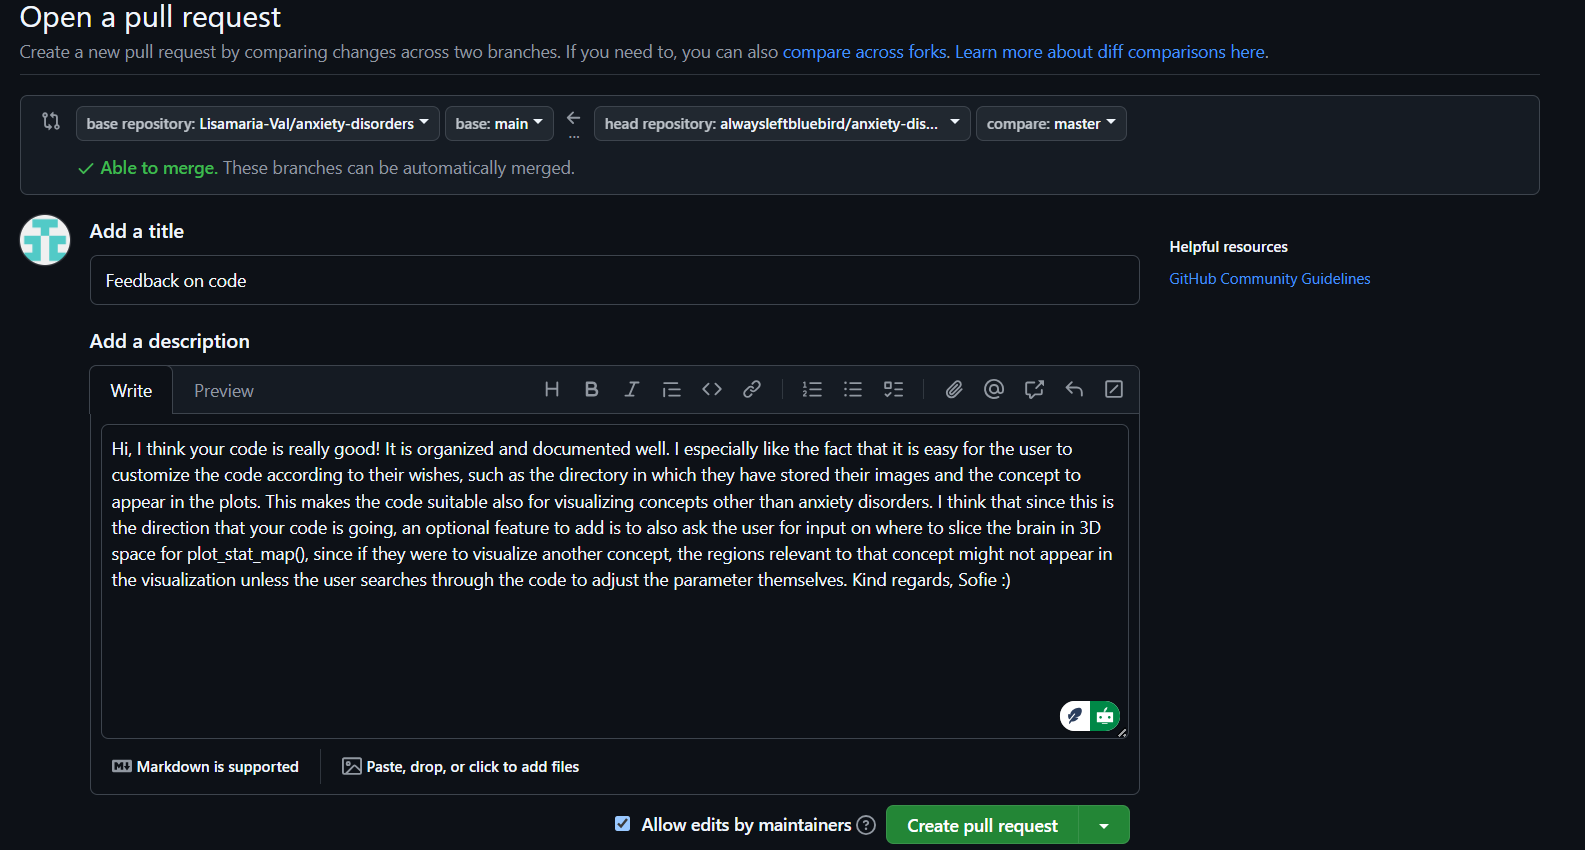 Open a pull request
Create a new pull request by comparing changes across two branches. If you need to, you can also compare across forks. Learn more about diff comparisons here.
base repository: Lisamaria-Val/anxiety-disorders base: main ... head repository: alwaysleftbluebird/anxiety-dis... compare: master
Able to merge. These branches can be automatically merged.
Add a title
Helpful resources
Feedback on code
GitHub Community Guidelines
Add a description
Write Preview
Hi, I think your code is really good! It is organized and documented well. I especially like the fact that it is easy for the user to
customize the code according to their wishes, such as the directory in which they have stored their images and the concept to
appear in the plots. This makes the code suitable also for visualizing concepts other than anxiety disorders. I think that since this is
the direction that your code is going, an optional feature to add is to also ask the user for input on where to slice the brain in 3D
space for plot_stat_map(), since if they were to visualize another concept, the regions relevant to that concept might not appear in
the visualization unless the user searches through the code to adjust the parameter themselves. Kind regards, Sofie :)
Markdown is supported Paste, drop, or click to add files
Allow edits by maintainers Create pull request